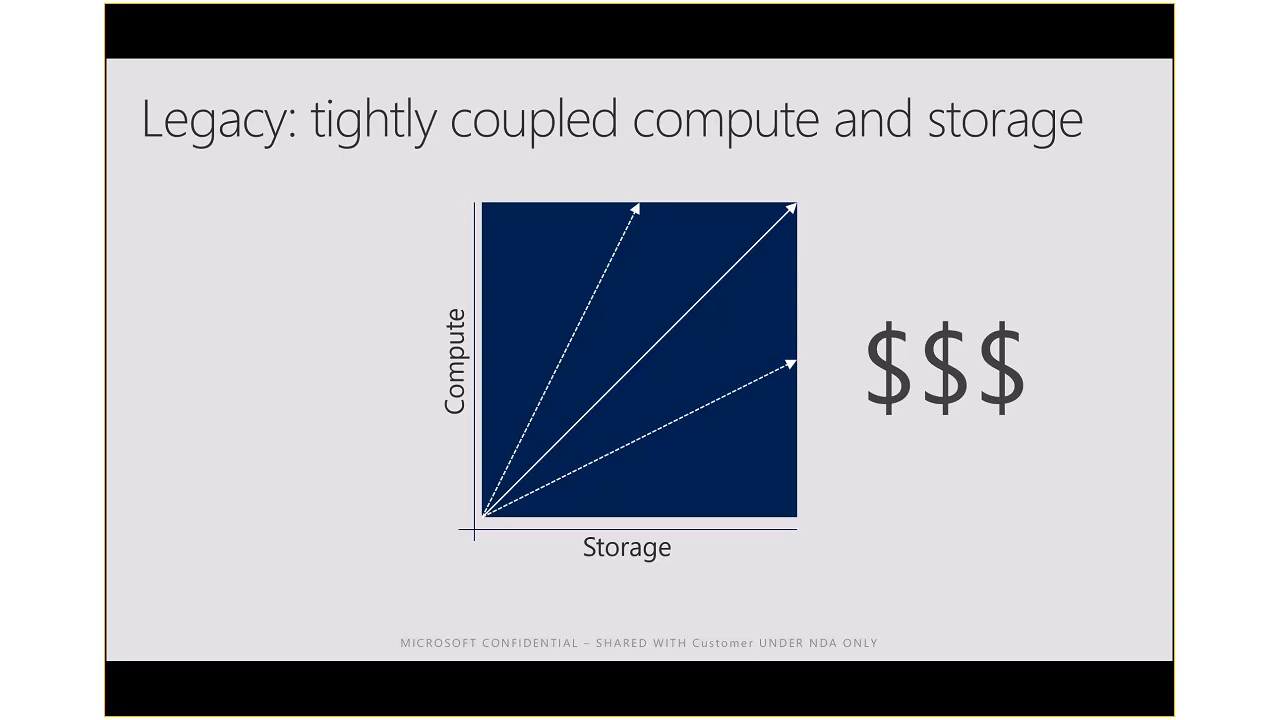 Legacy: tightly coupled compute and storage
Compute
$$$
Storage
MICROSOFT CONFIDENTIAL – SHARED WITH Customer UNDER NDA ONLY